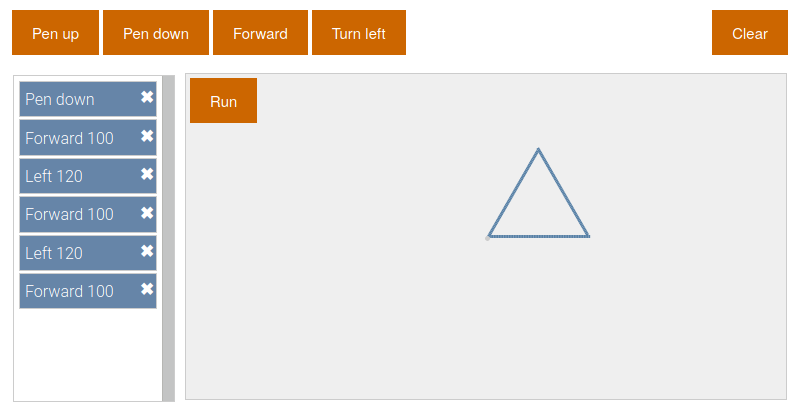 Pen up
Pen down
Forward
Turn left
Clear
Pen down ✖
Forward 100 ✖
Left 120 ✖
Forward 100 ✖
Left 120 ✖
Forward 100 ✖
Run